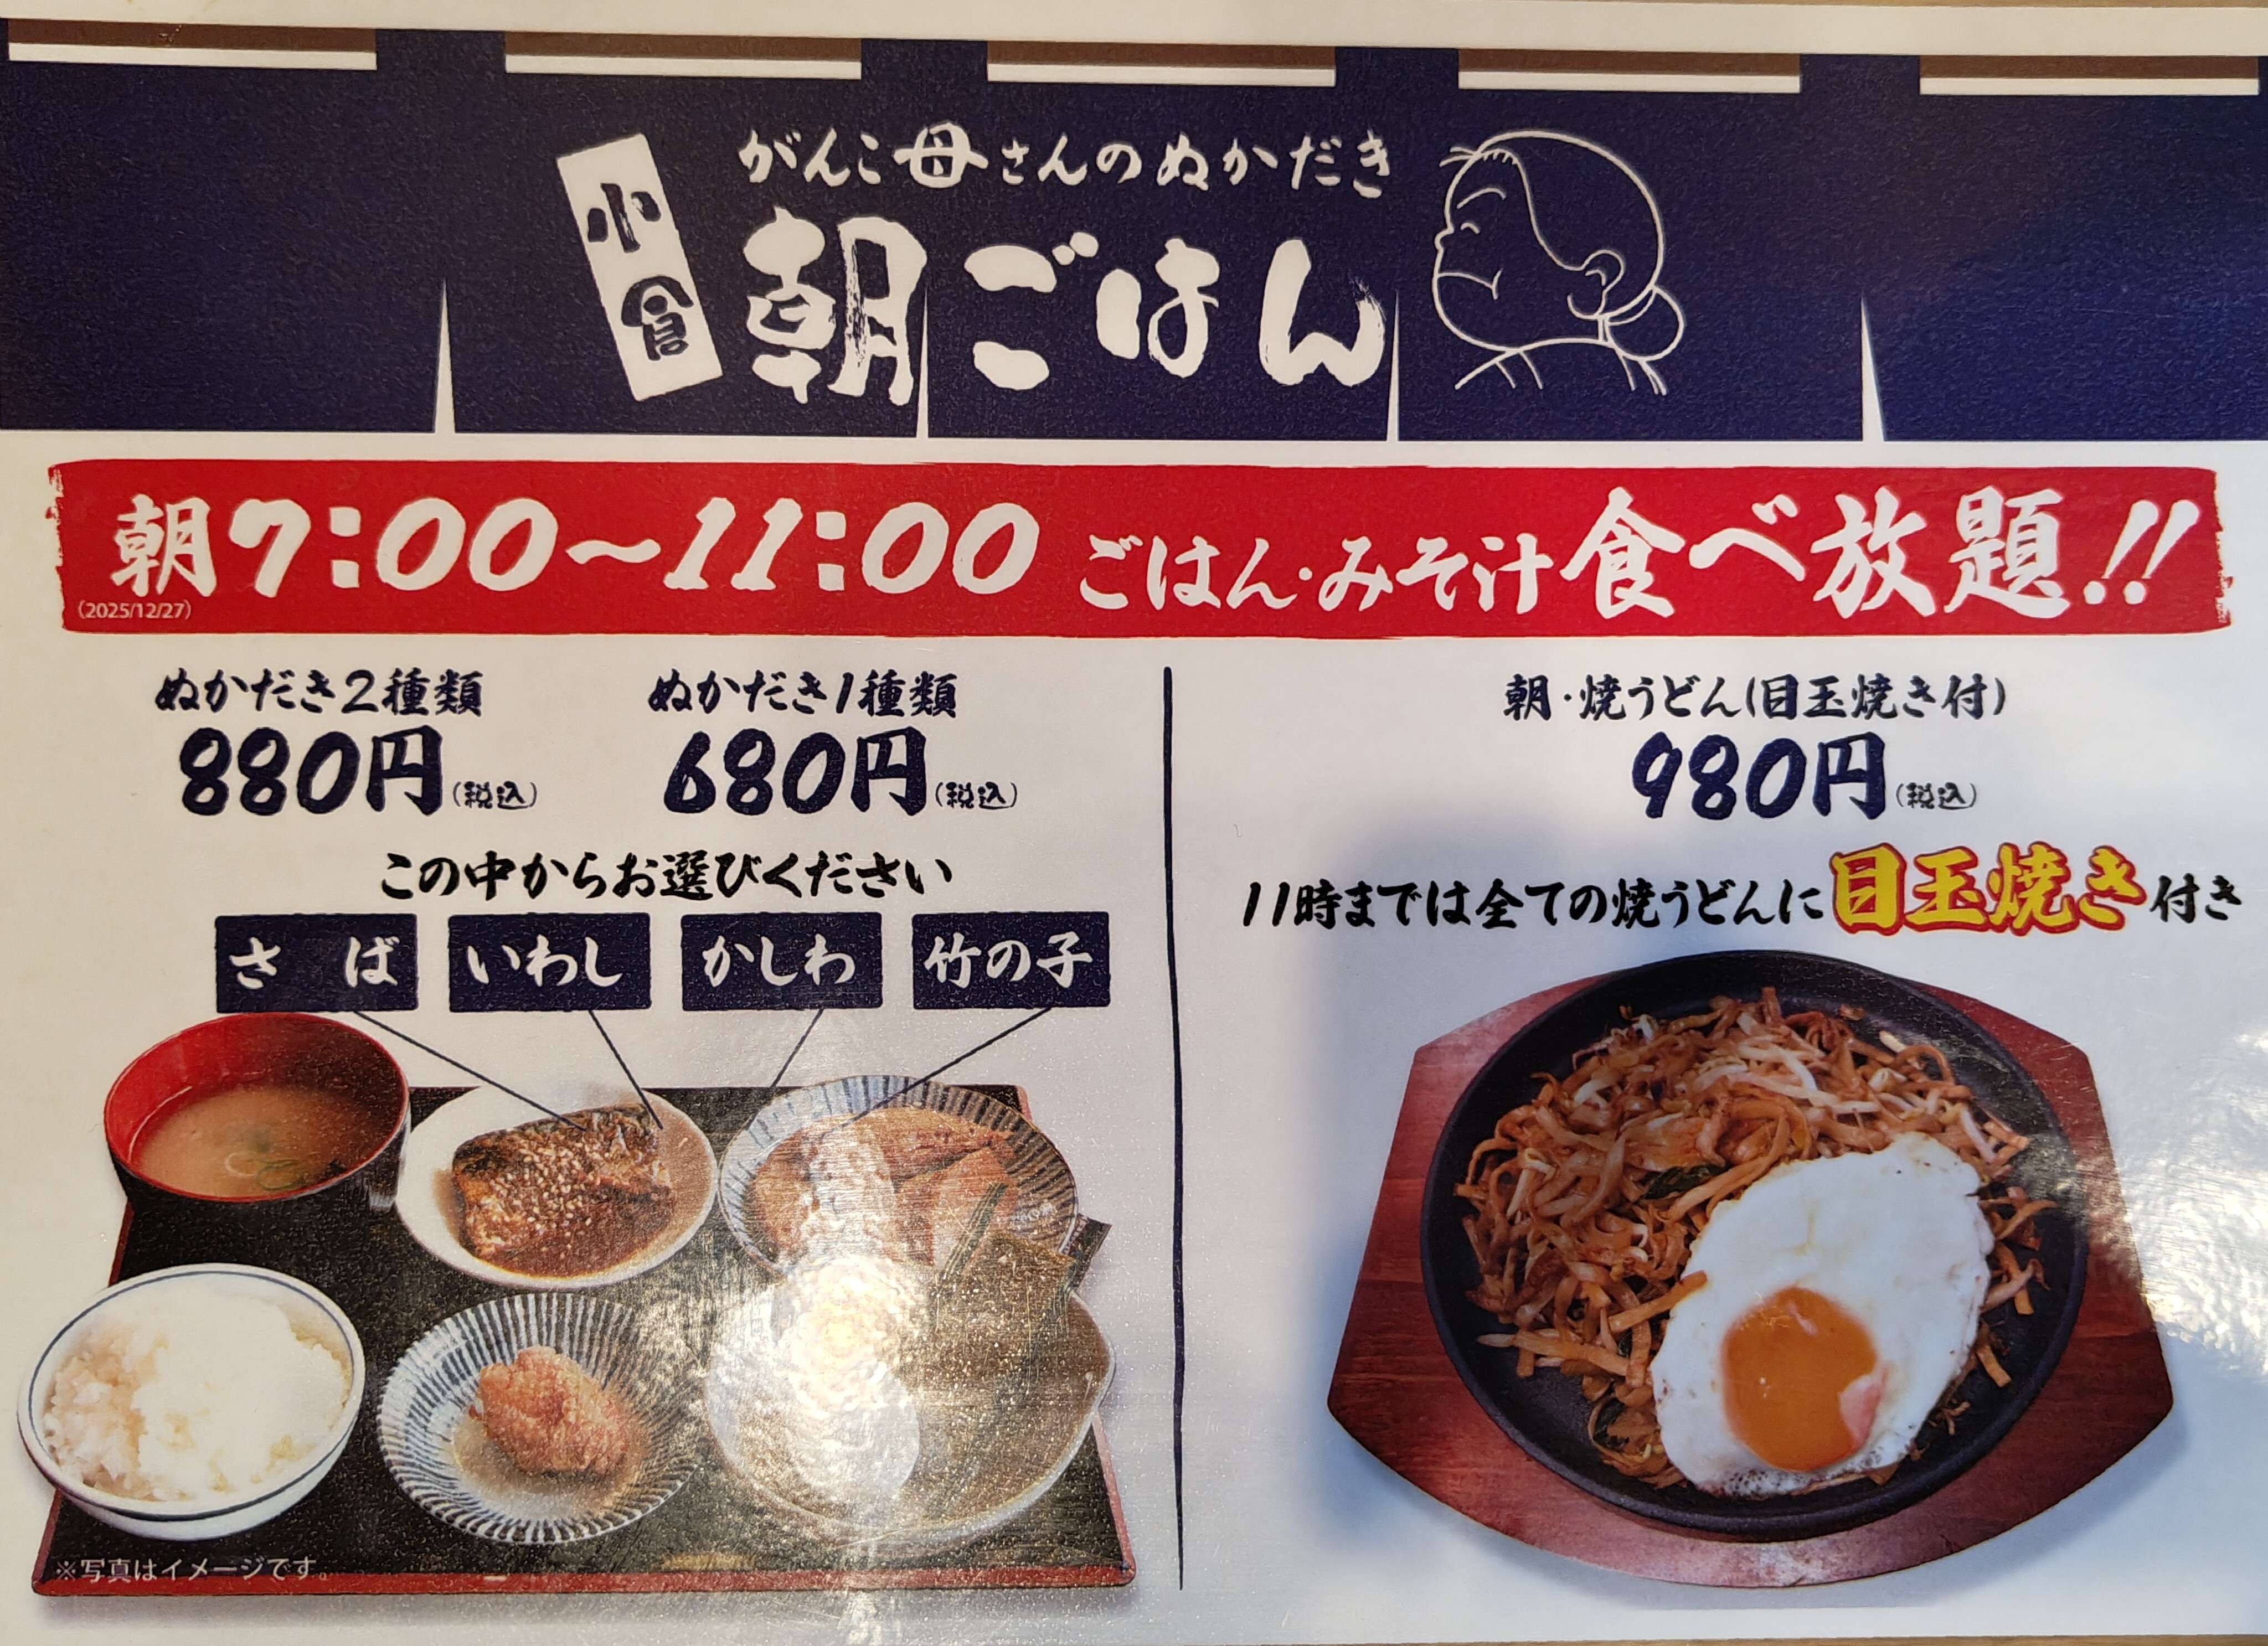 小倉
がんこ母さんのぬかだき
朝ごはん
朝7:00～11:00 ごはん・みそ汁食べ放題!!
(2025/12/27)
ぬかだき2種類
880円(税込)
ぬかだき1種類
680円(税込)
この中からお選びください
さば
いわし
かしわ
竹の子
※写真はイメージです。
朝・焼うどん(目玉焼き付)
980円(税込)
11時までは全ての焼うどんに目玉焼き付き